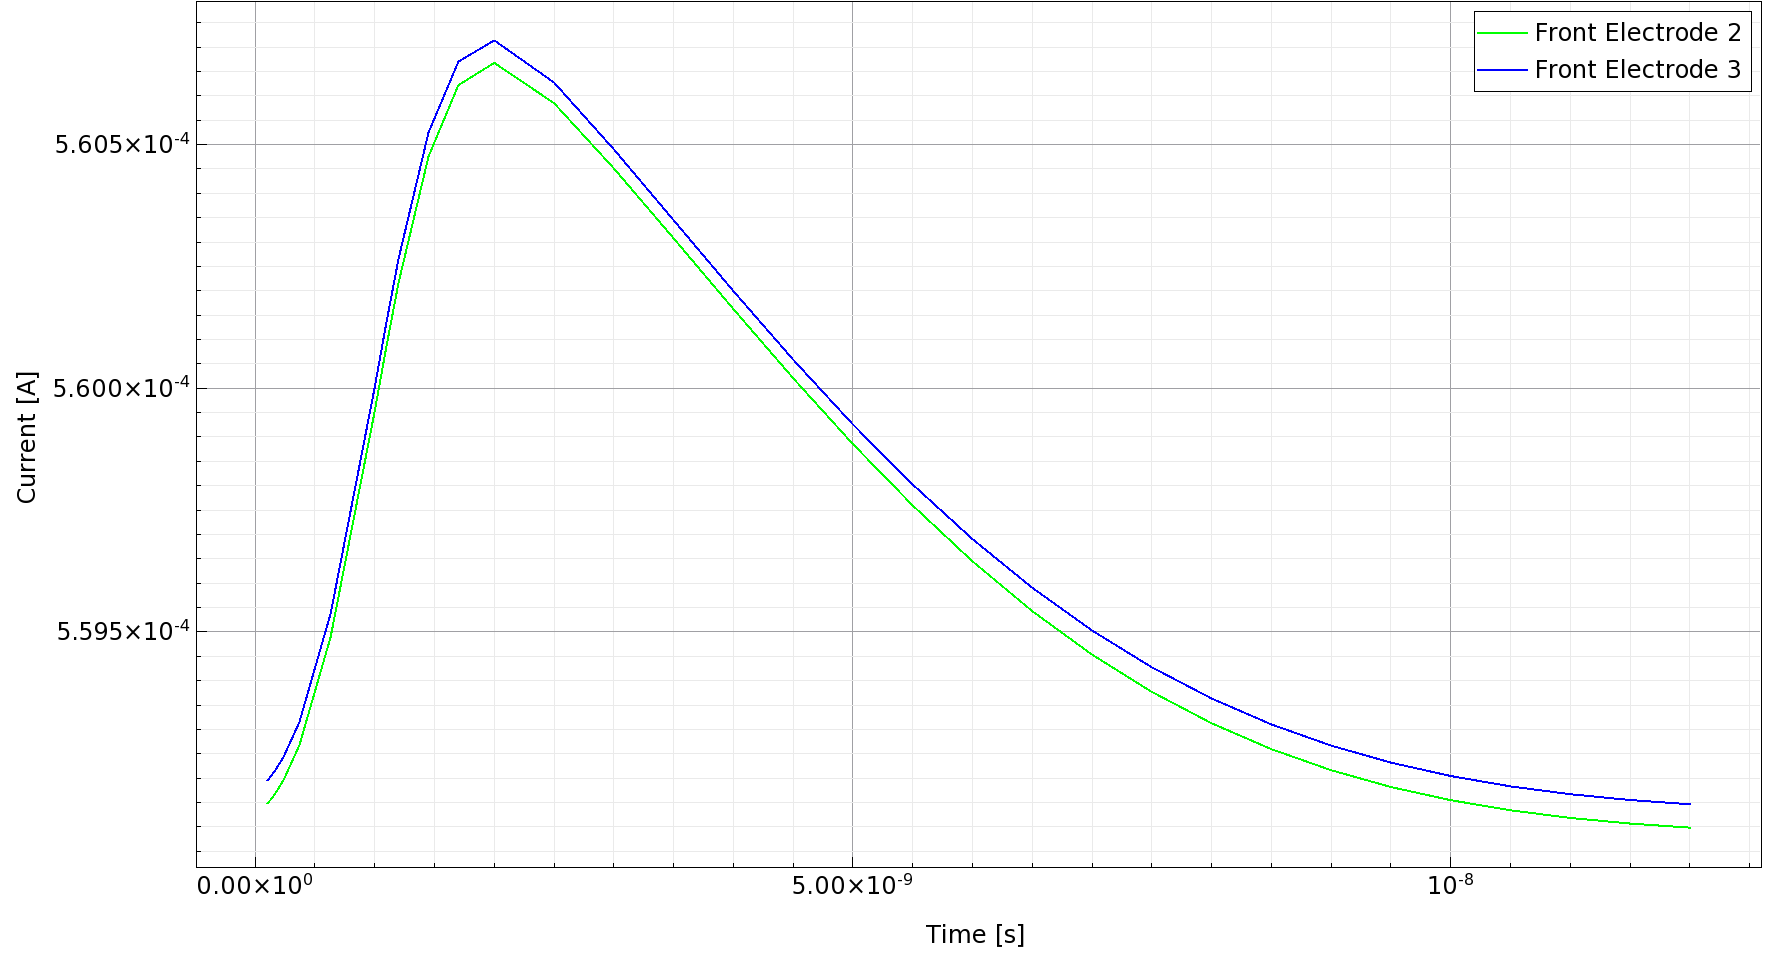 Front Electrode 2
Front Electrode 3
5.605×10⁻⁴
5.600×10⁻⁴
5.595×10⁻⁴
Current [A]
0.00×10⁰ 5.00×10⁻⁹ 10⁻⁸
Time [s]